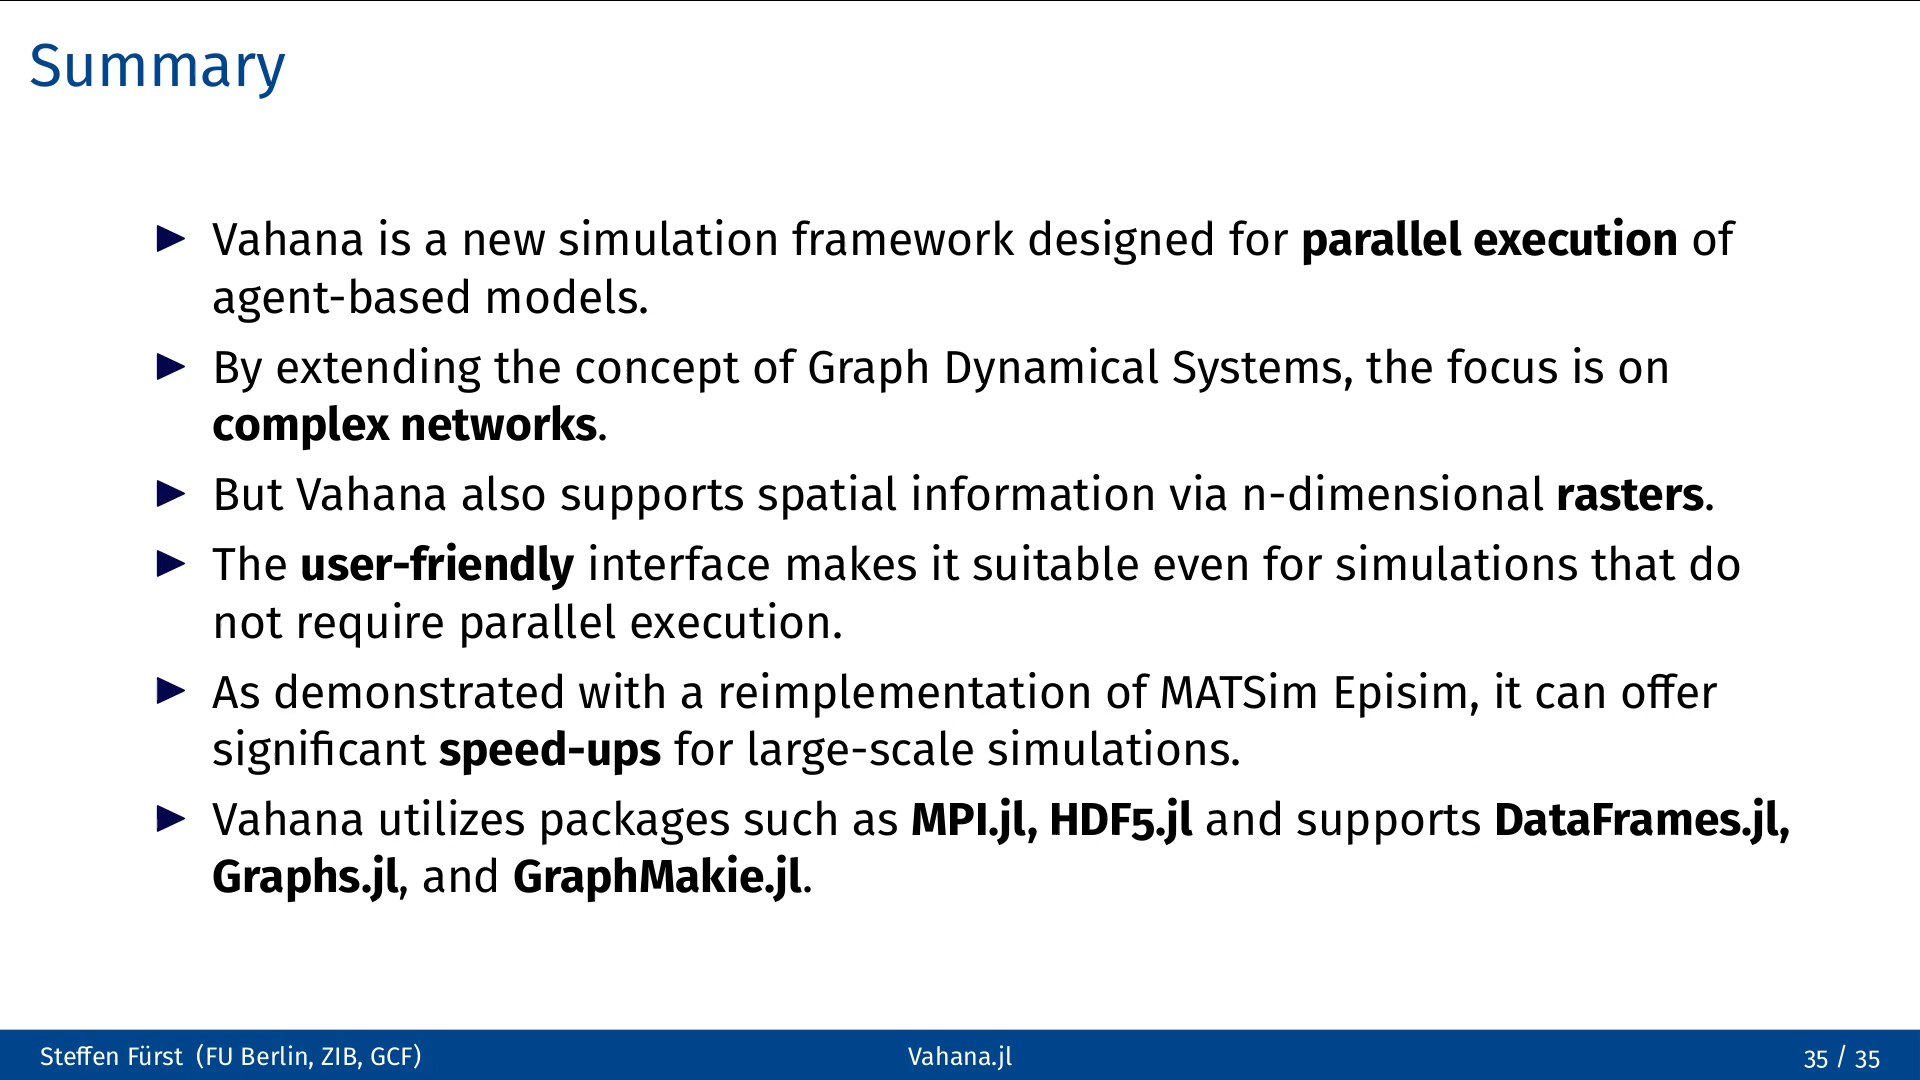 Summary
▶ Vahana is a new simulation framework designed for parallel execution of
agent-based models.
▶ By extending the concept of Graph Dynamical Systems, the focus is on
complex networks.
▶ But Vahana also supports spatial information via n-dimensional rasters.
▶ The user-friendly interface makes it suitable even for simulations that do
not require parallel execution.
▶ As demonstrated with a reimplementation of MATSim Episim, it can offer
significant speed-ups for large-scale simulations.
▶ Vahana utilizes packages such as MPI.jl, HDF5.jl and supports DataFrames.jl,
Graphs.jl, and GraphMakie.jl.
Steffen Fürst (FU Berlin, ZIB, GCF) Vahana.jl 35 / 35